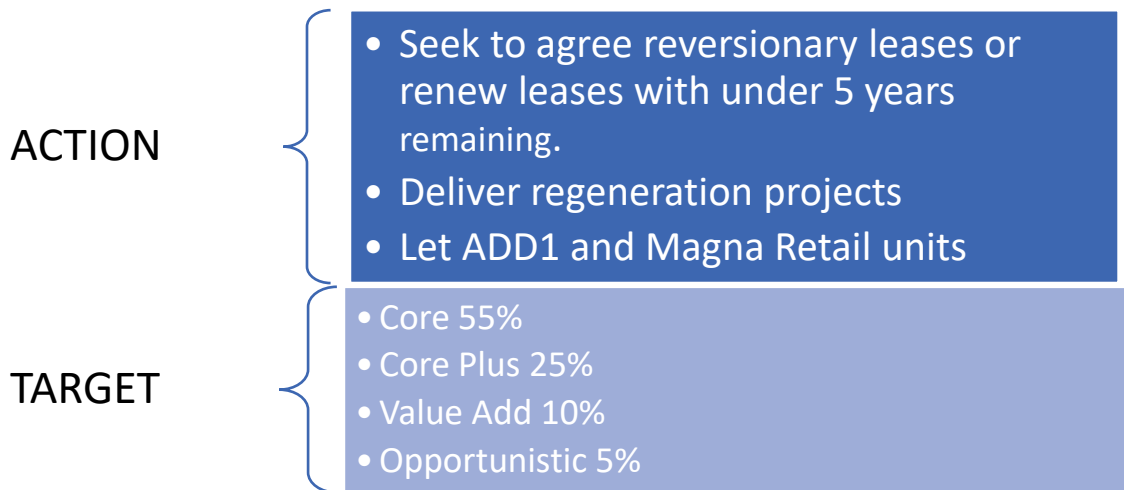 ACTION
• Seek to agree reversionary leases or
renew leases with under 5 years
remaining.
• Deliver regeneration projects
• Let ADD1 and Magna Retail units
TARGET
• Core 55%
• Core Plus 25%
• Value Add 10%
• Opportunistic 5%